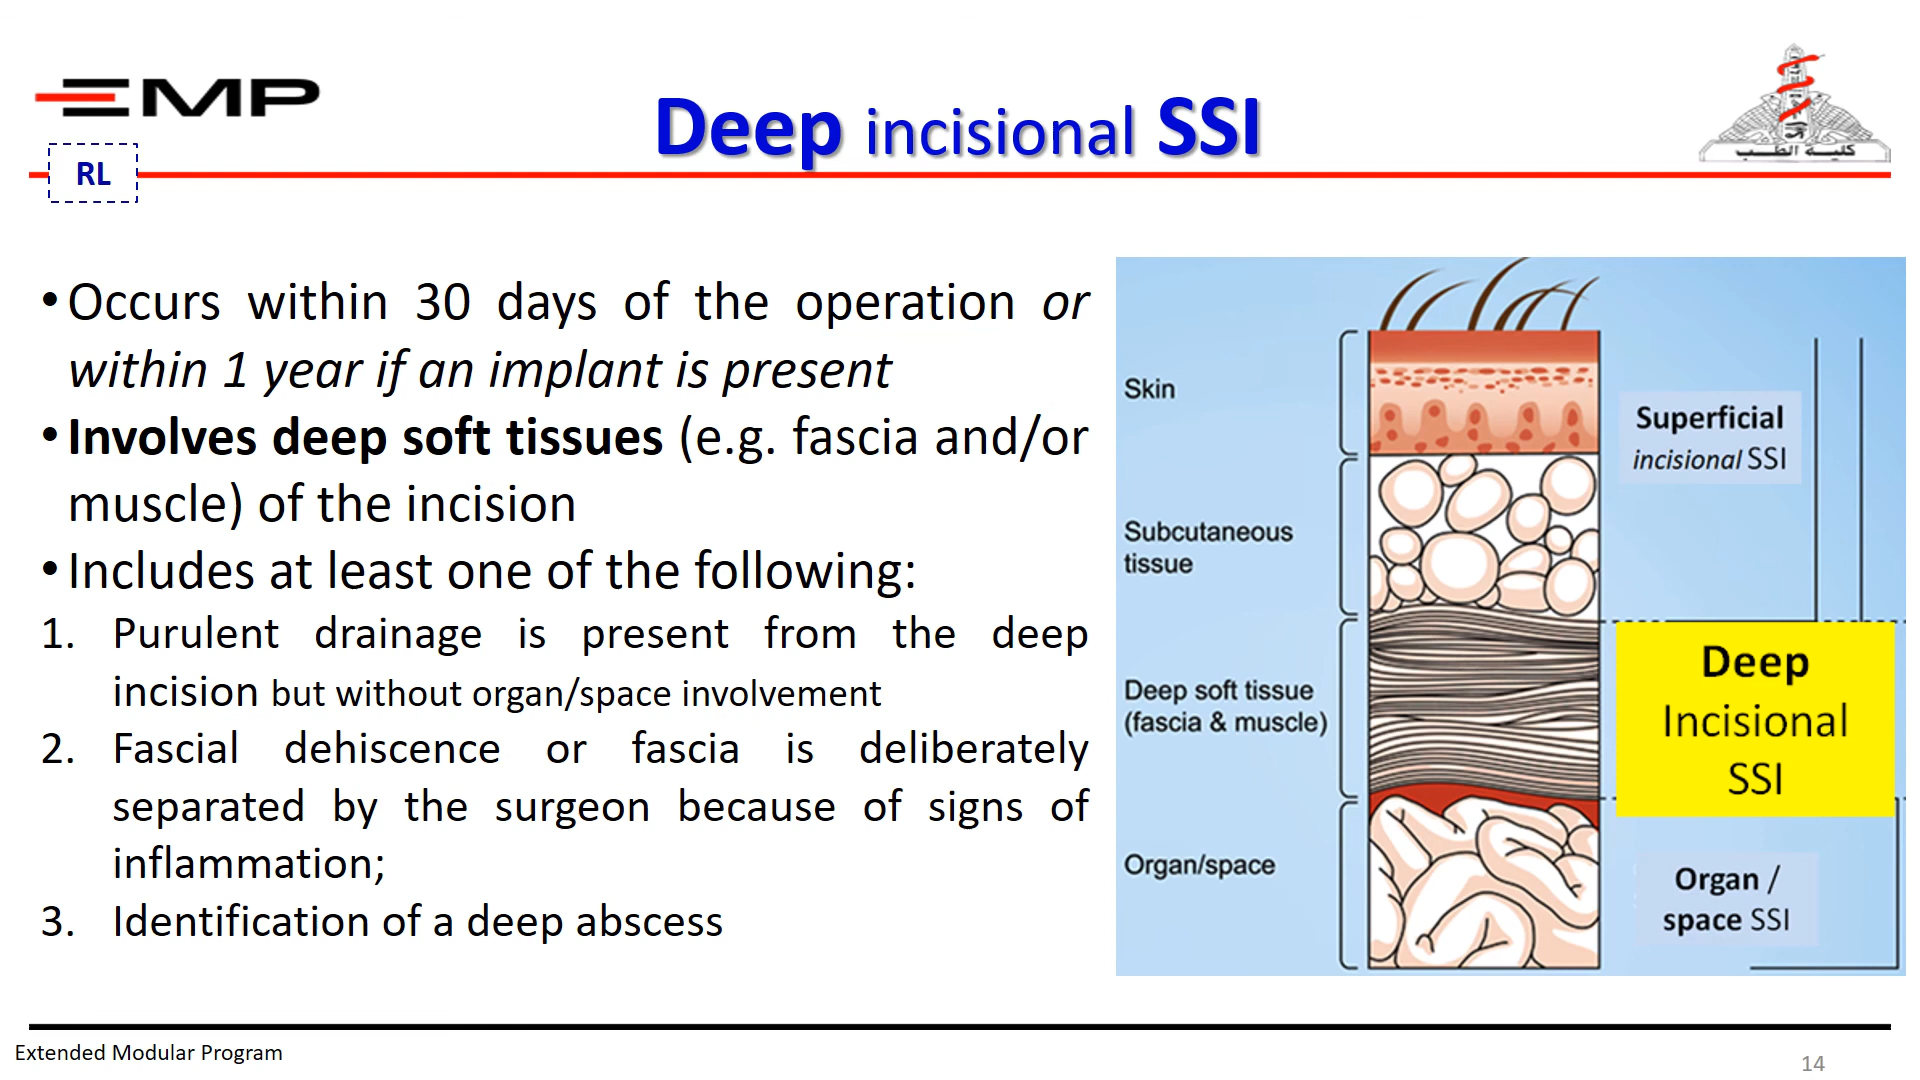 EMP
Deep incisional SSI
كلية الطب
RL
•Occurs within 30 days of the operation or
within 1 year if an implant is present
•Involves deep soft tissues (e.g. fascia and/or
muscle) of the incision
•Includes at least one of the following:
1. Purulent drainage is present from the deep
incision but without organ/space involvement
2. Fascial dehiscence or fascia is deliberately
separated by the surgeon because of signs of
inflammation;
3. Identification of a deep abscess
Skin
Superficial
incisional SSI
Subcutaneous
tissue
Deep
Incisional
SSI
Deep soft tissue
(fascia & muscle)
Organ/space
Organ /
space SSI
Extended Modular Program
14